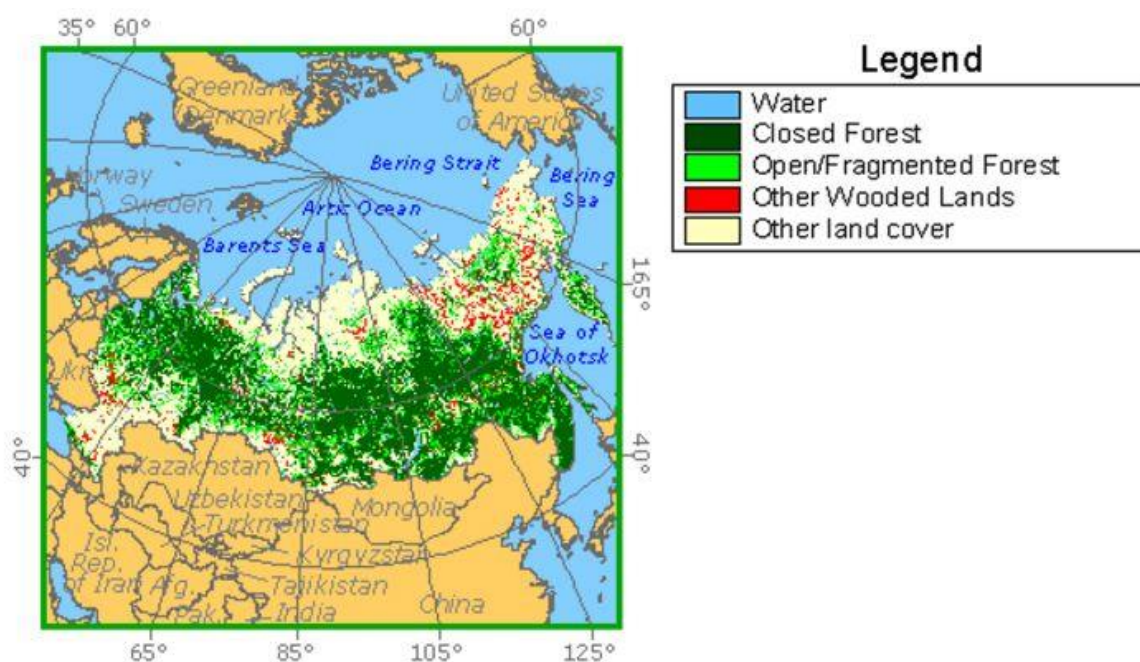 35° 60° 60°
Greenland
(Denmark)
United States
of America
Bering Strait
Bering
Sea
Norway
Sweden
Artic Ocean
Barents Sea
165°
Sea of
Okhotsk
Ukr
40° 40°
Kazakhstan
Uzbekistan
Mongolia
Turkmenistan
Isl.
Rep.
of Iran Afg.
Kyrgyzstan
Tajikistan
Pak.
India
China
65° 85° 105° 125°
Legend
Water
Closed Forest
Open/Fragmented Forest
Other Wooded Lands
Other land cover